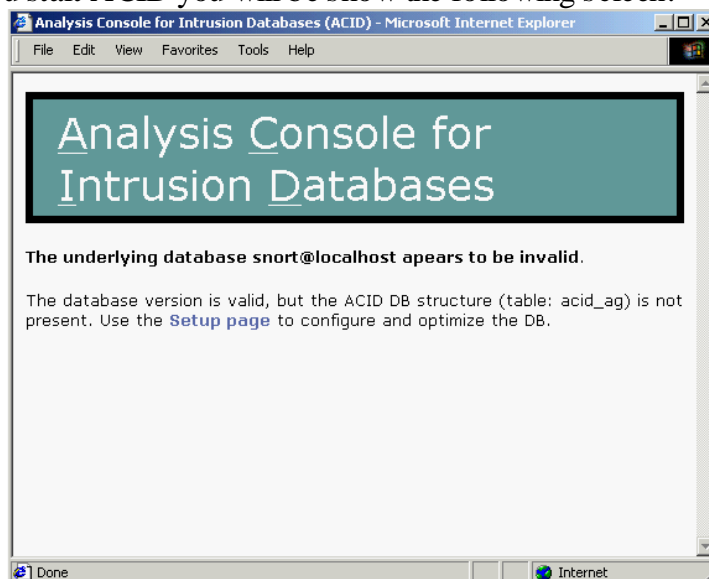 start ACID you will be show the following screen:
Analysis Console for Intrusion Databases (ACID) - Microsoft Internet Explorer
File Edit View Favorites Tools Help
Analysis Console for
Intrusion Databases
The underlying database snort@localhost apears to be invalid.
The database version is valid, but the ACID DB structure (table: acid_ag) is not
present. Use the Setup page to configure and optimize the DB.
Done Internet